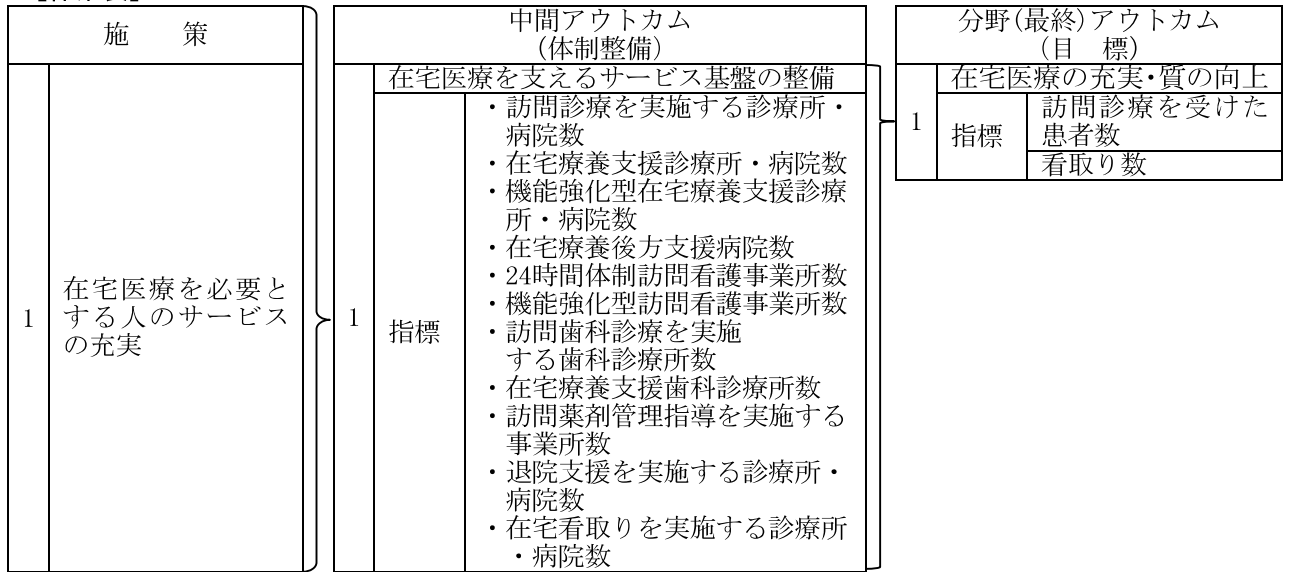 施　策
1
在宅医療を必要と
する人のサービス
の充実
中間アウトカム
（体制整備）
1
在宅医療を支えるサービス基盤の整備
指標
・訪問診療を実施する診療所・
病院数
・在宅療養支援診療所・病院数
・機能強化型在宅療養支援診療
所・病院数
・在宅療養後方支援病院数
・24時間体制訪問看護事業所数
・機能強化型訪問看護事業所数
・訪問歯科診療を実施
する歯科診療所数
・在宅療養支援歯科診療所数
・訪問薬剤管理指導を実施する
事業所数
・退院支援を実施する診療所・
病院数
・在宅看取りを実施する診療所
・病院数
分野（最終）アウトカム
（目　標）
1
在宅医療の充実・質の向上
指標
訪問診療を受けた
患者数
看取り数